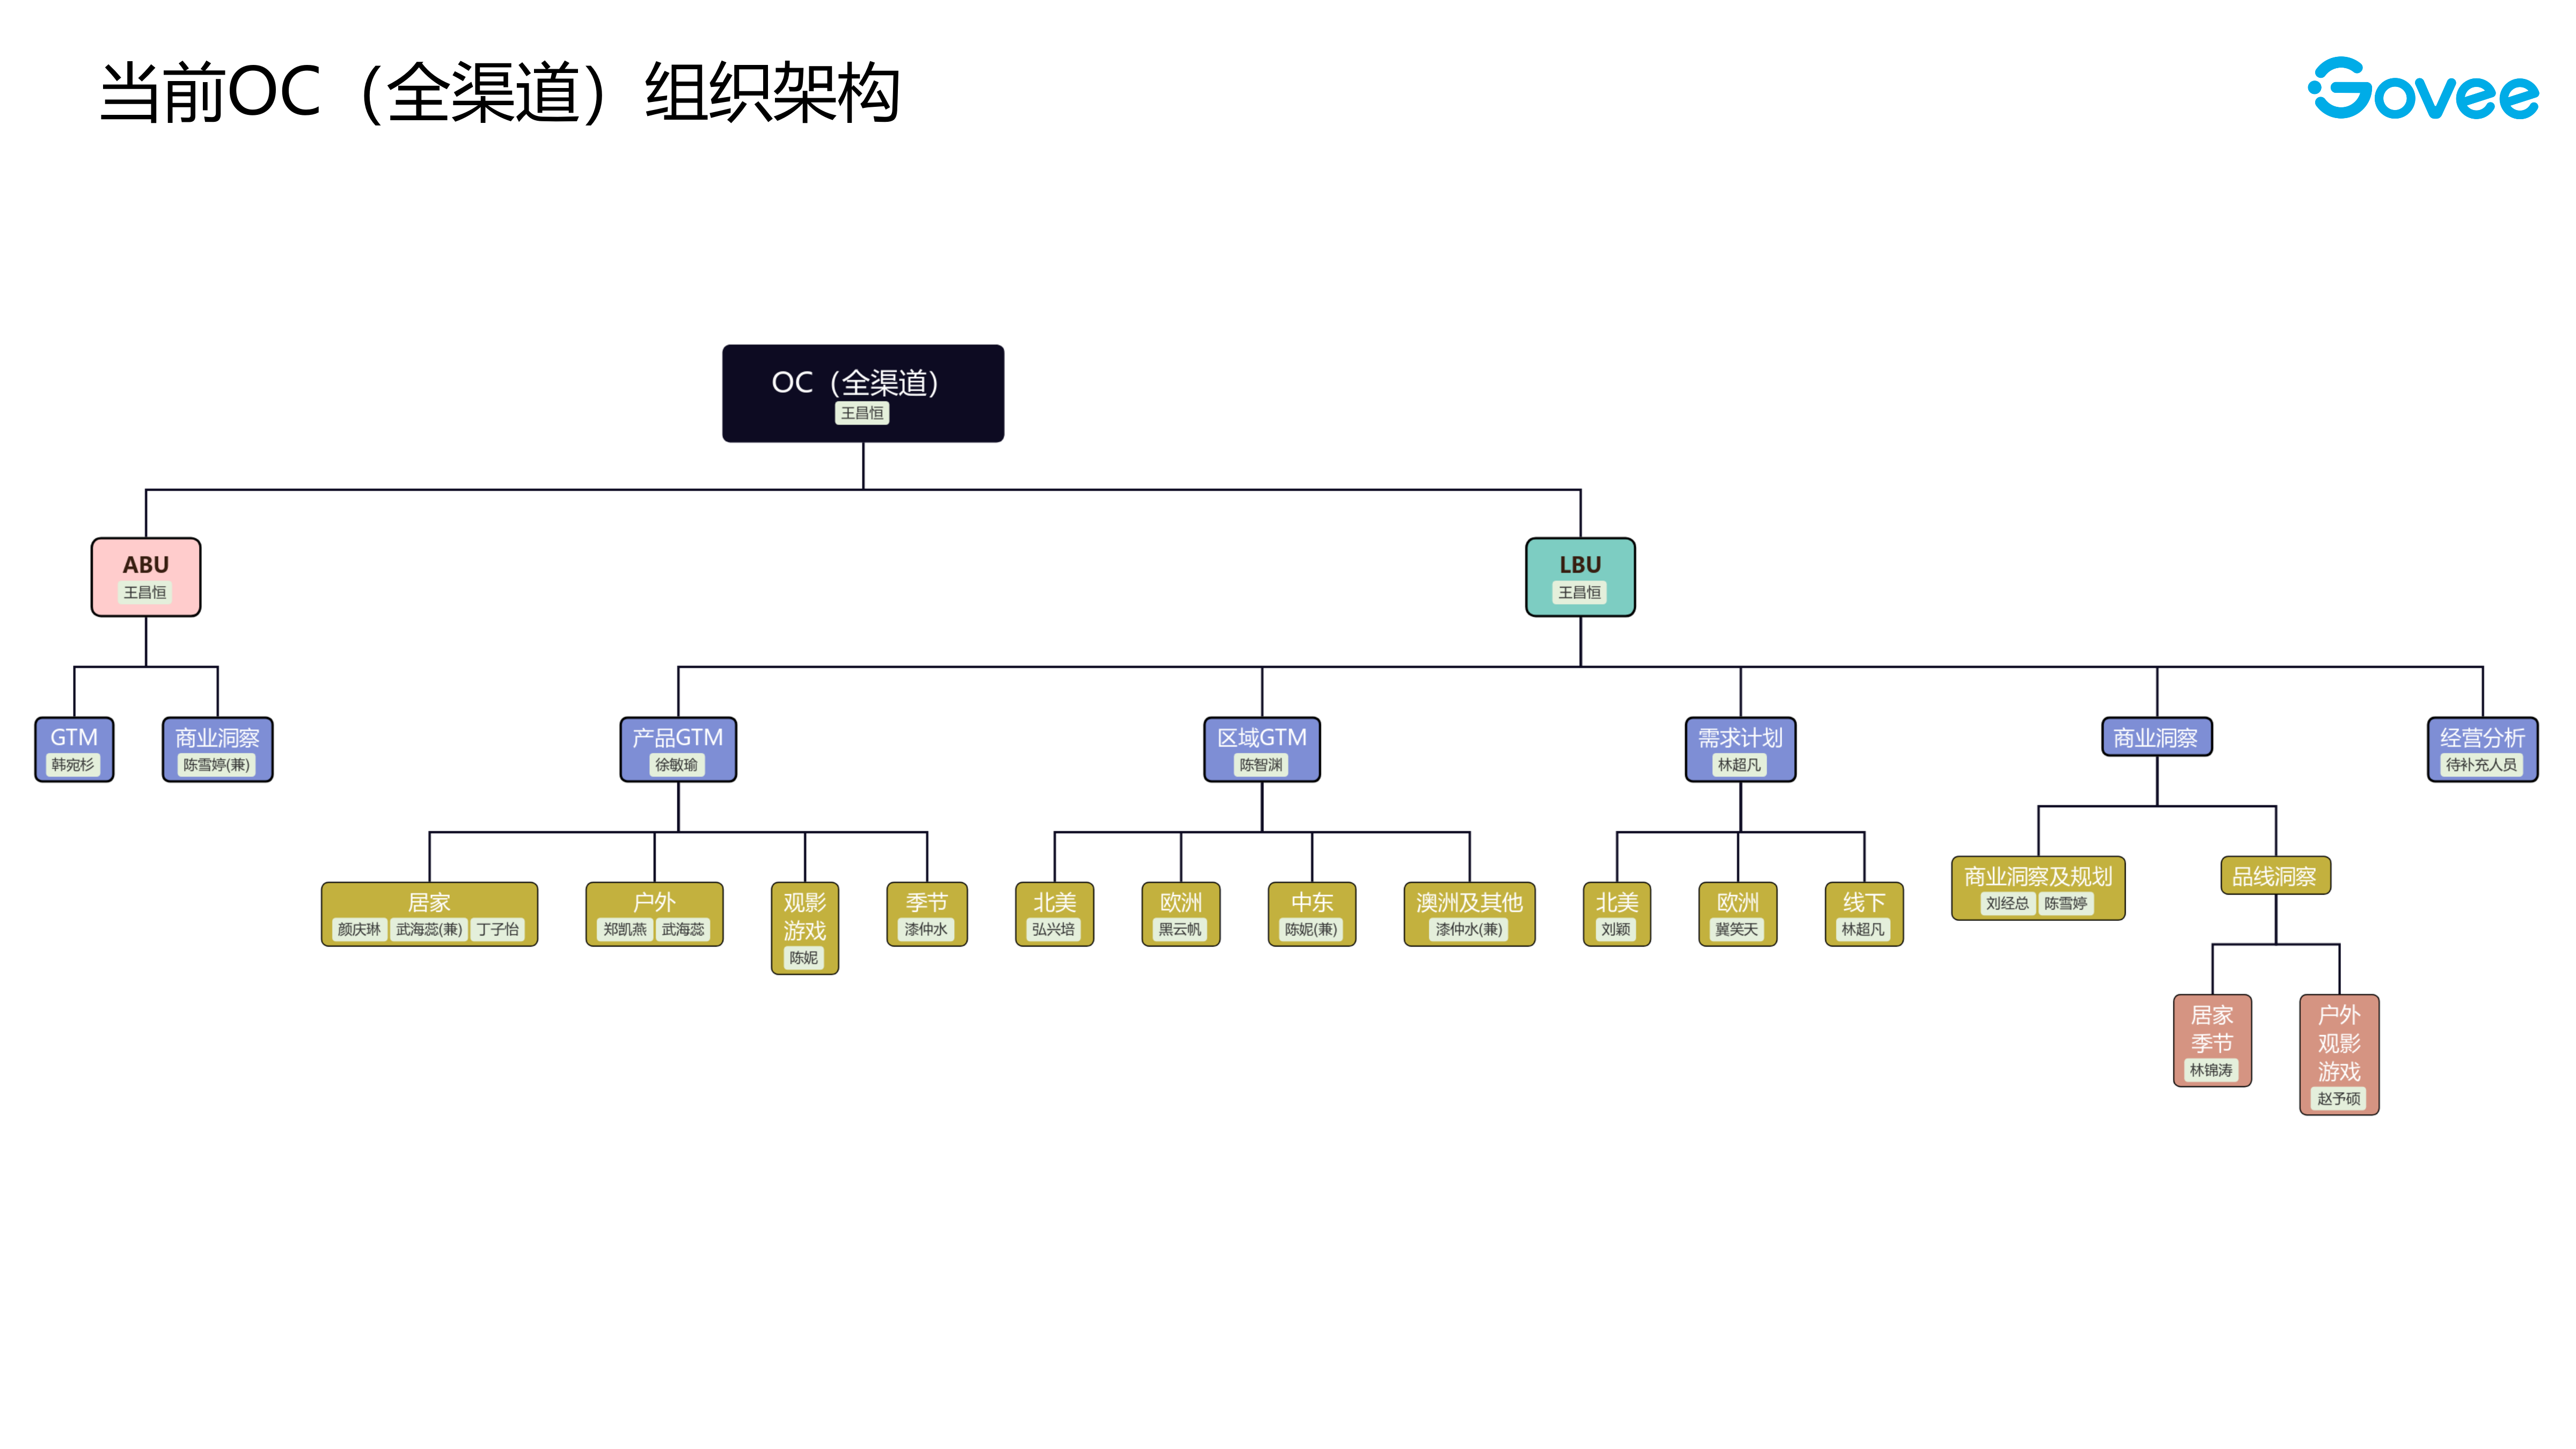 当前OC（全渠道）组织架构
Govee
OC（全渠道）
王昌恒
ABU
王昌恒
LBU
王昌恒
GTM
韩宛杉
商业洞察
陈雪婷(兼)
产品GTM
徐敏瑜
区域GTM
陈智渊
需求计划
林超凡
商业洞察
经营分析
待补充人员
居家
颜庆琳 武海蕊(兼) 丁子怡
户外
郑凯燕 武海蕊
观影
游戏
陈妮
季节
漆仲水
北美
弘兴培
欧洲
黑云帆
中东
陈妮(兼)
澳洲及其他
漆仲水(兼)
北美
刘颖
欧洲
冀笑天
线下
林超凡
商业洞察及规划
刘经总 陈雪婷
品线洞察
居家
季节
林锦涛
户外
观影
游戏
赵予硕